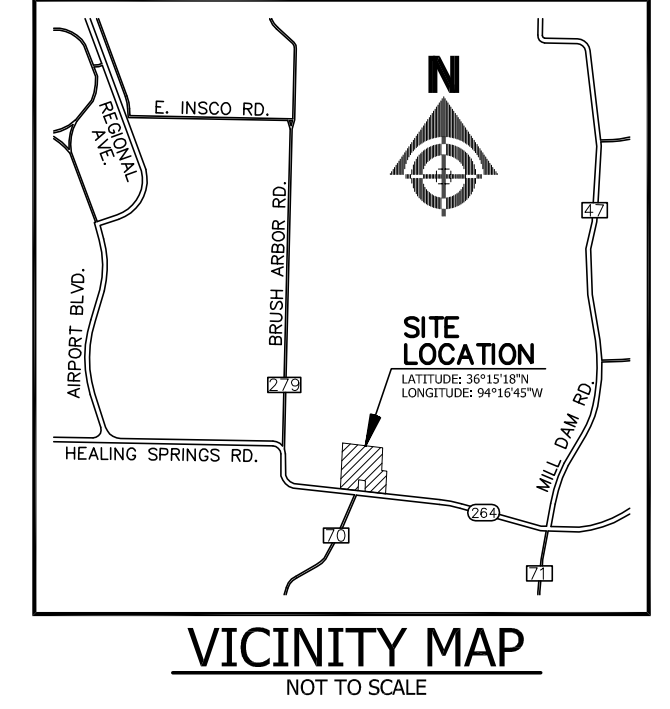 N
E. INSCO RD.
REGIONAL
AVE.
47
BRUSH ARBOR RD.
AIRPORT BLVD.
SITE
LOCATION
LATITUDE: 36°15'18"N
LONGITUDE: 94°16'45"W
279
MILL DAM RD.
HEALING SPRINGS RD.
264
70
71
VICINITY MAP
NOT TO SCALE